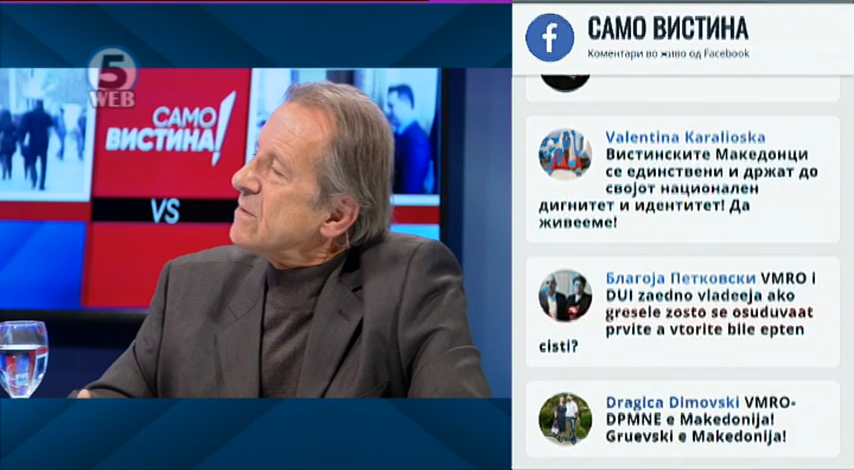 5
WEB
САМО
ВИСТИНА!
VS
f
САМО ВИСТИНА
Коментари во живо од Facebook
Valentina Karalioska
Вистинските Македонци
се единствени и држат до
својот национален
дигнитет и идентитет! Да
живееме!
Благоја Петковски VMRO i
DUI zaedno vladeeja ako
gresele zosto se osuduvaat
prvite a vtorite bile epten
cisti?
Dragica Dimovski VMRO-
DPMNE e Makedonija!
Gruevski e Makedonija!